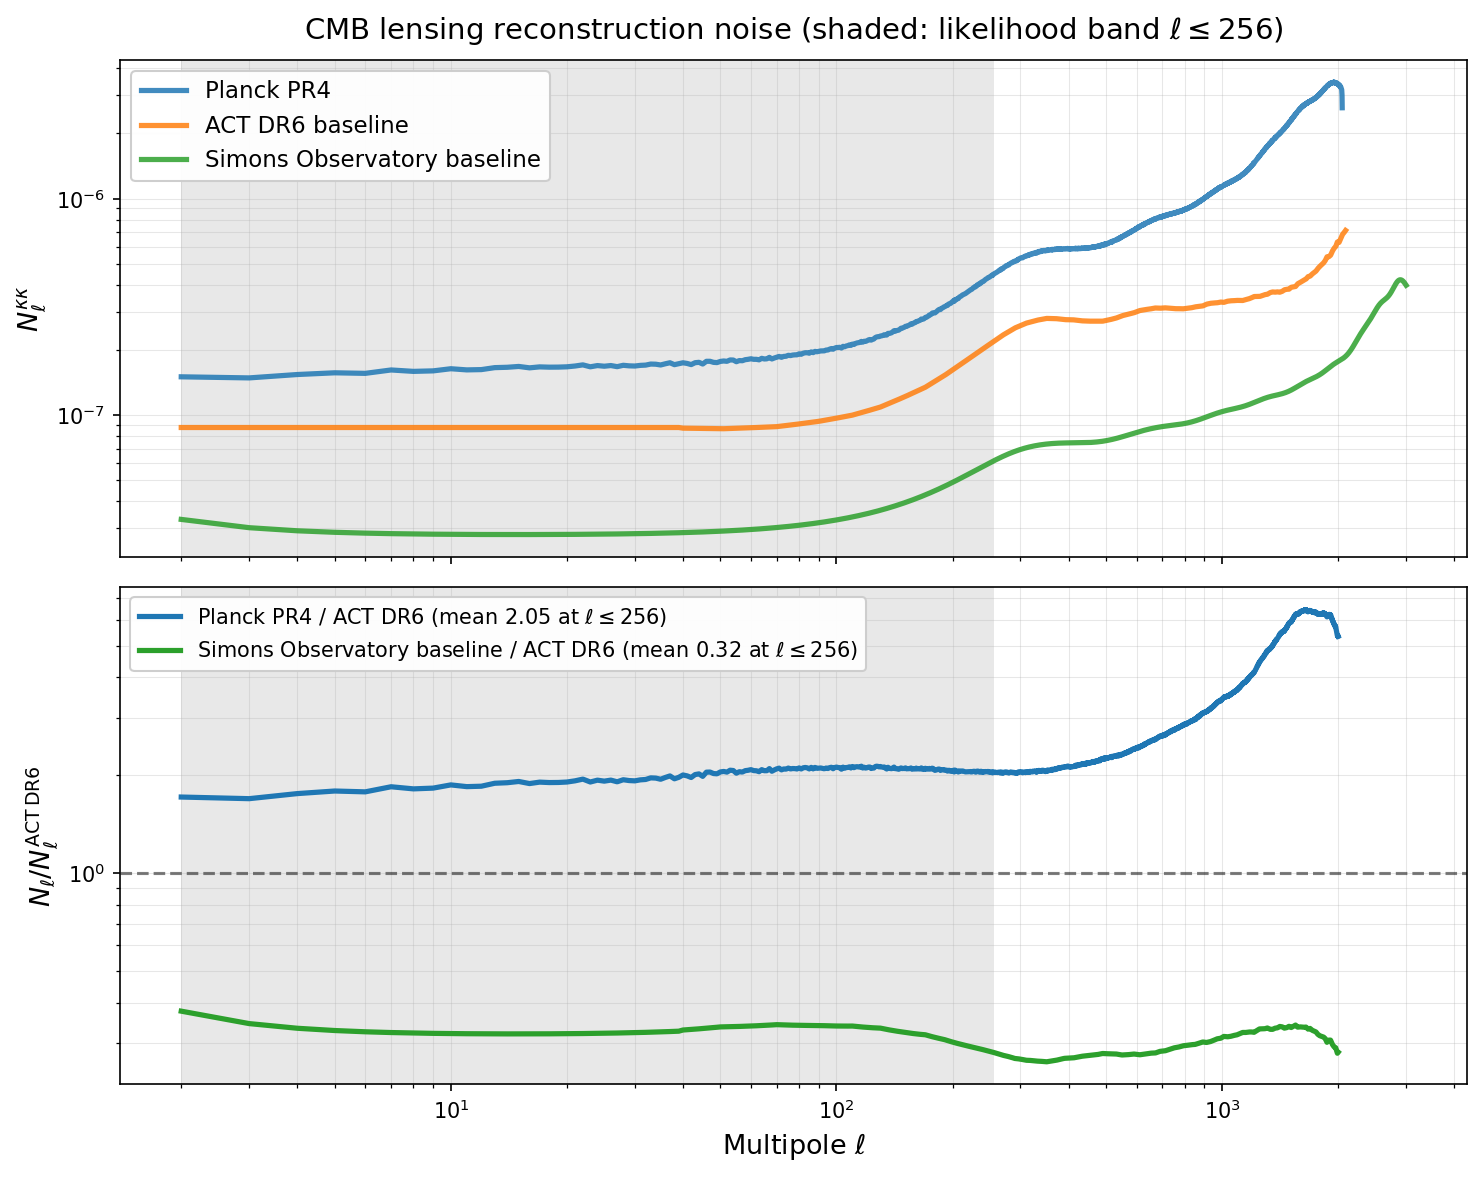 CMB lensing reconstruction noise (shaded: likelihood band ℓ ≤ 256)
Planck PR4
ACT DR6 baseline
Simons Observatory baseline
10⁻⁶
10⁻⁷
N_ℓ^κκ
Planck PR4 / ACT DR6 (mean 2.05 at ℓ ≤ 256)
Simons Observatory baseline / ACT DR6 (mean 0.32 at ℓ ≤ 256)
10⁰
N_ℓ/N_ℓ^ACT DR6
10¹ 10² 10³
Multipole ℓ